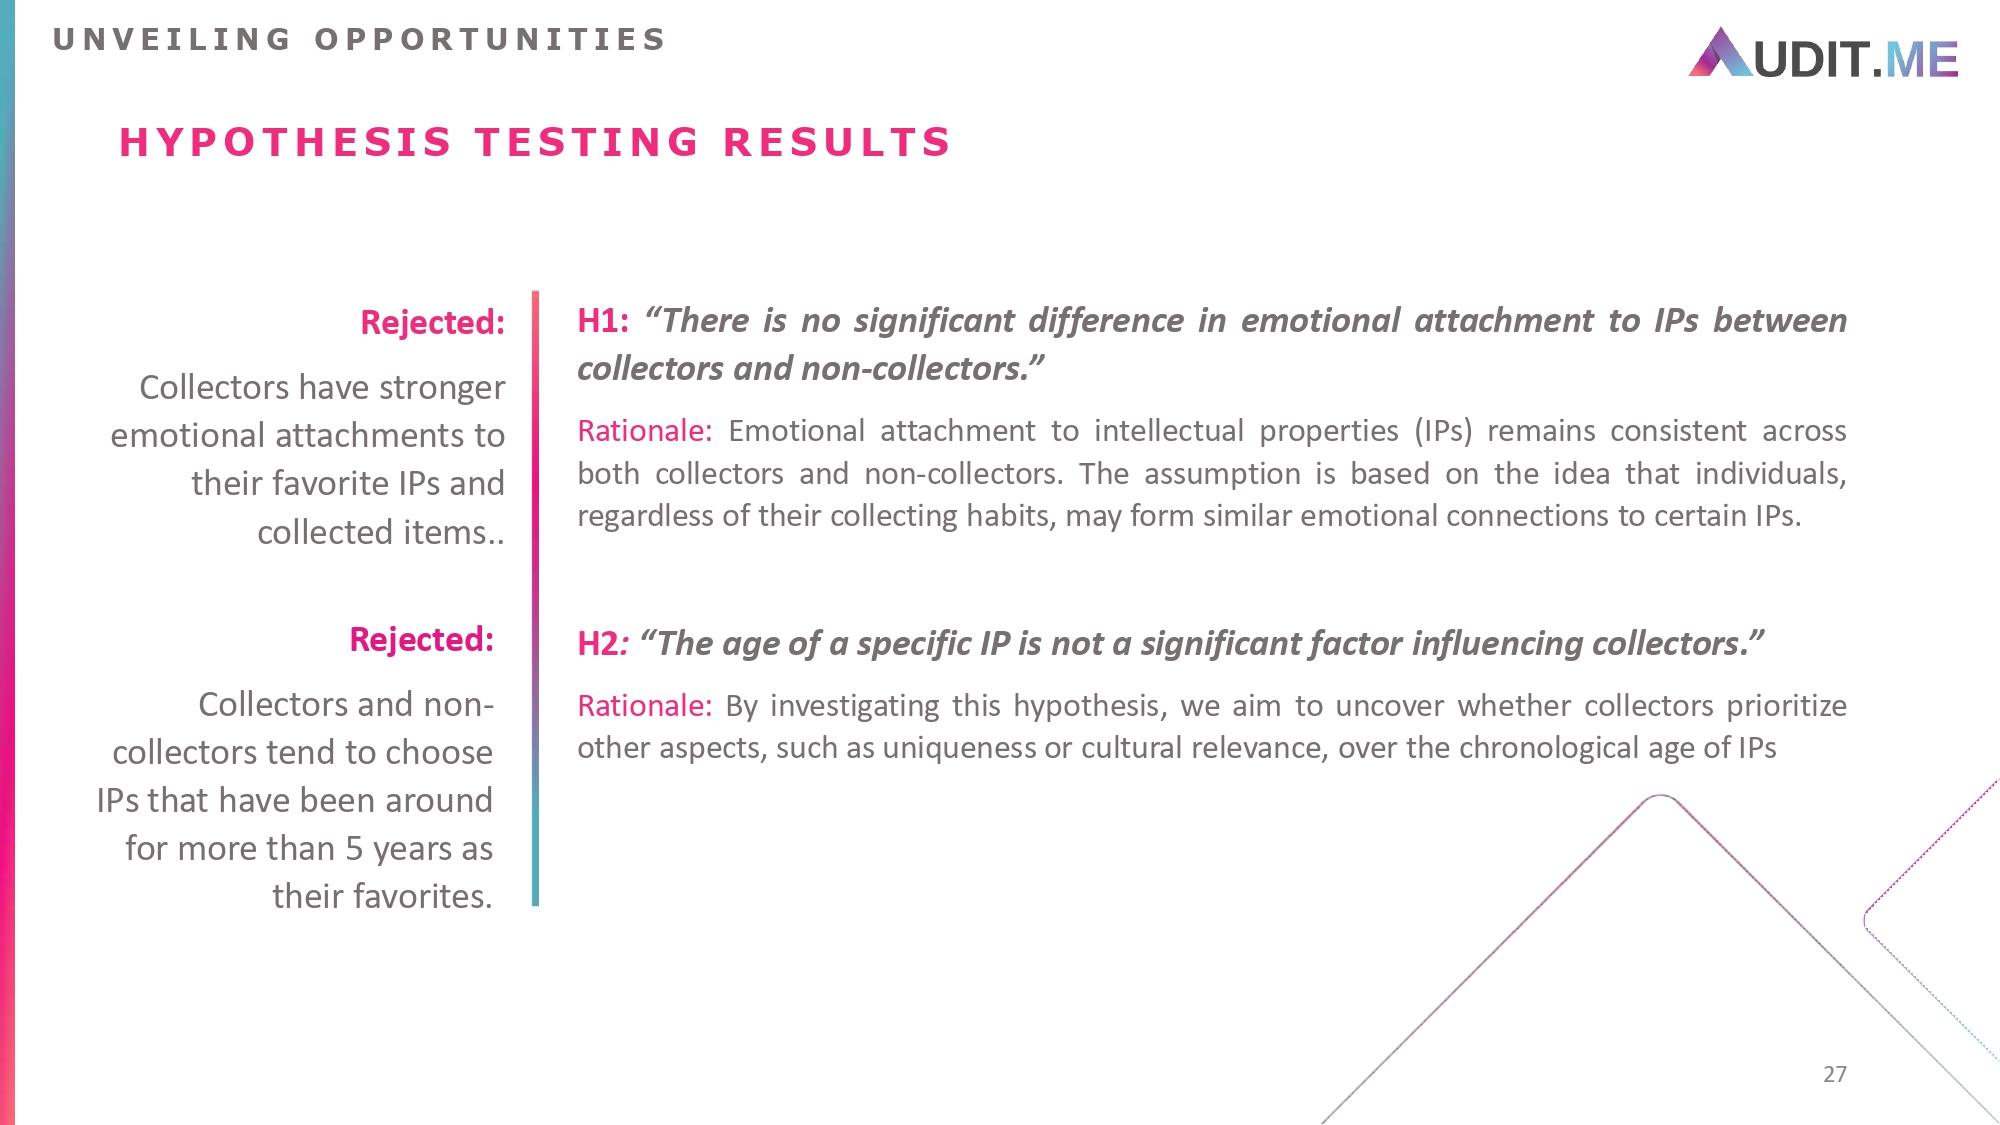 UNVEILING OPPORTUNITIES
AUDIT.ME
HYPOTHESIS TESTING RESULTS
Rejected:
Collectors have stronger
emotional attachments to
their favorite IPs and
collected items..
H1: “There is no significant difference in emotional attachment to IPs between
collectors and non-collectors.”
Rationale: Emotional attachment to intellectual properties (IPs) remains consistent across
both collectors and non-collectors. The assumption is based on the idea that individuals,
regardless of their collecting habits, may form similar emotional connections to certain IPs.
Rejected:
Collectors and non-
collectors tend to choose
IPs that have been around
for more than 5 years as
their favorites.
H2: “The age of a specific IP is not a significant factor influencing collectors.”
Rationale: By investigating this hypothesis, we aim to uncover whether collectors prioritize
other aspects, such as uniqueness or cultural relevance, over the chronological age of IPs
27